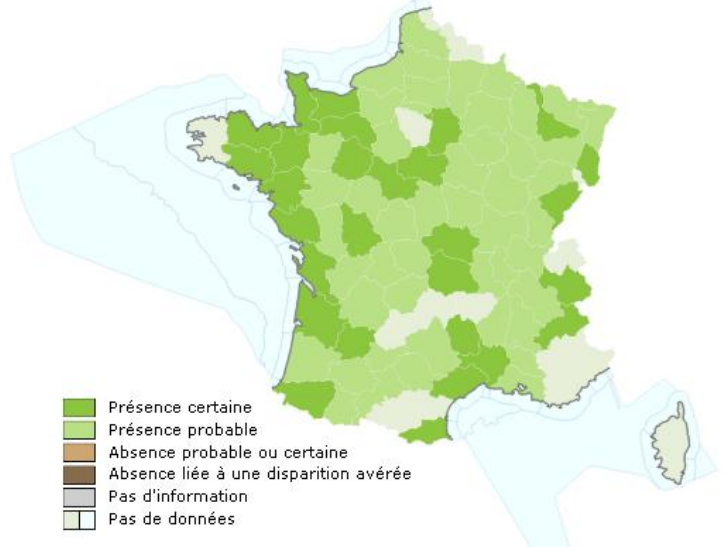 Présence certaine
Présence probable
Absence probable ou certaine
Absence liée à une disparition avérée
Pas d'information
Pas de données